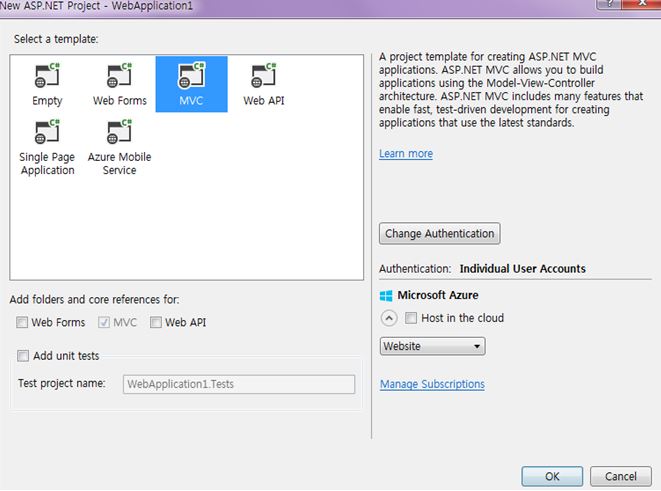 New ASP.NET Project - WebApplication1
Select a template:
Empty
Web Forms
MVC
Web API
Single Page
Application
Azure Mobile
Service
A project template for creating ASP.NET MVC
applications. ASP.NET MVC allows you to build
applications using the Model-View-Controller
architecture. ASP.NET MVC includes many features that
enable fast, test-driven development for creating
applications that use the latest standards.
Learn more
Change Authentication
Authentication: Individual User Accounts
Microsoft Azure
Host in the cloud
Website
Manage Subscriptions
Add folders and core references for:
Web Forms MVC Web API
Add unit tests
Test project name: WebApplication1.Tests
OK Cancel